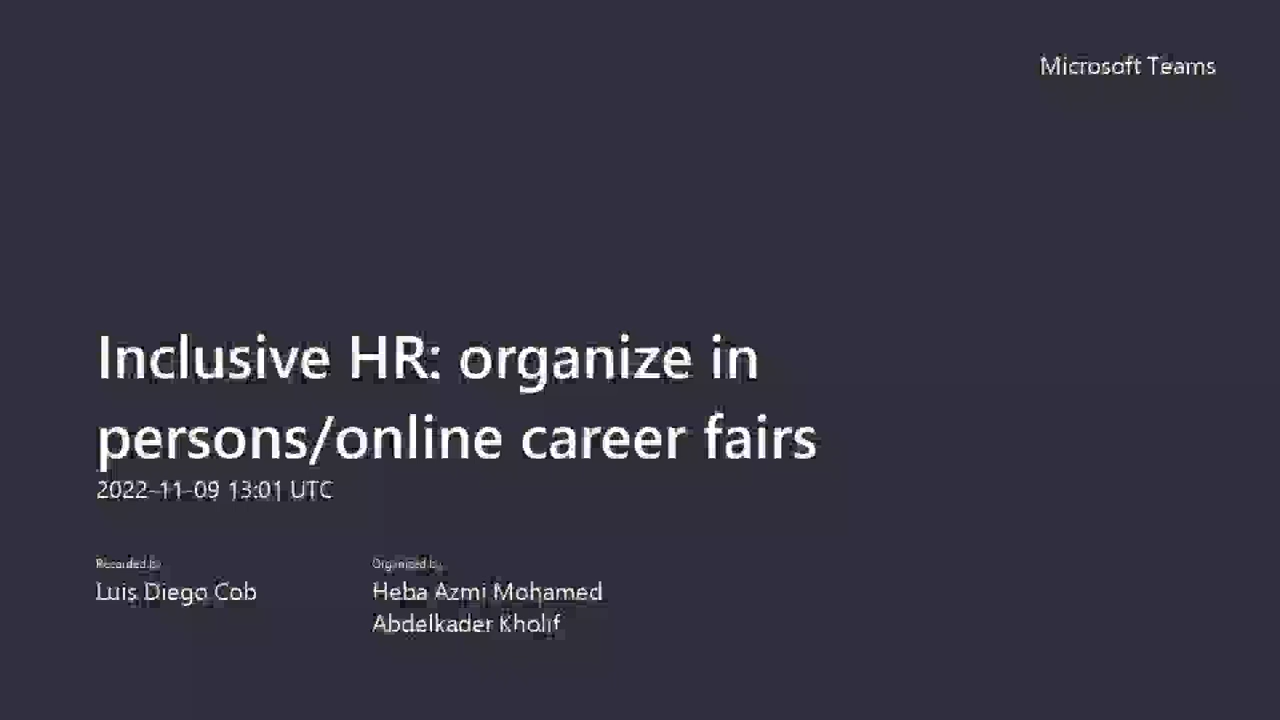 Microsoft Teams
Inclusive HR: organize in
persons/online career fairs
2022-11-09 13:01 UTC
Recorded by
Organized by
Luis Diego Cob
Heba Azmi Mohamed
Abdelkader Kholif